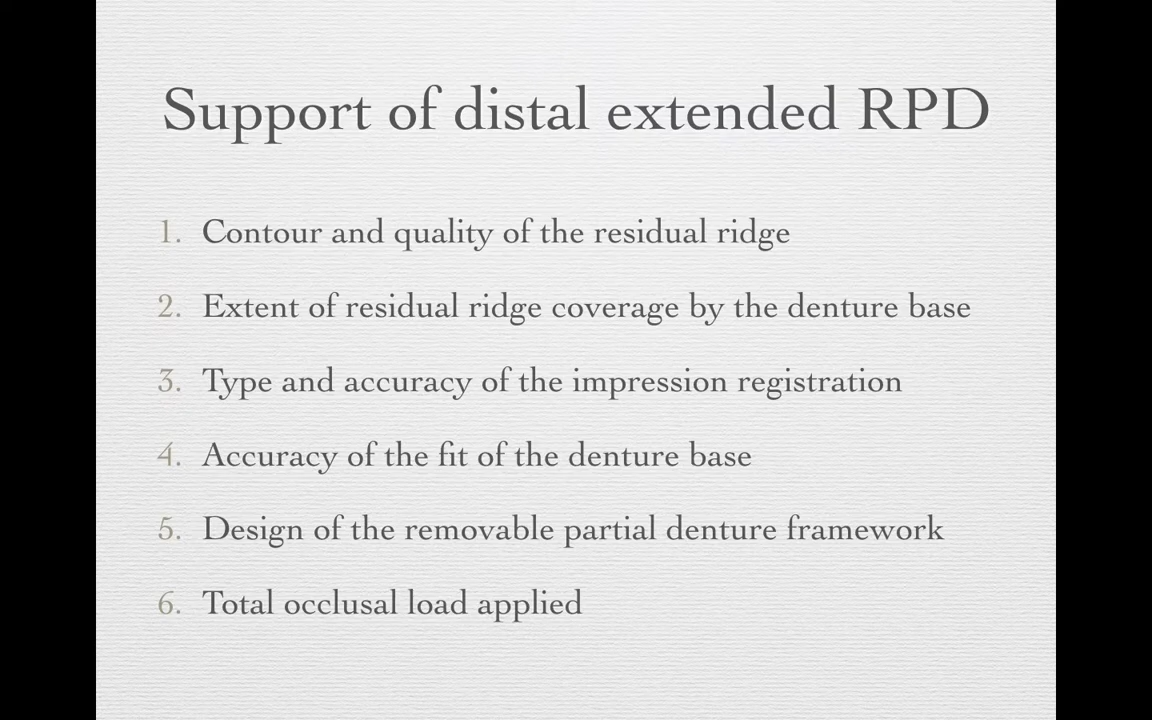 Support of distal extended RPD
1. Contour and quality of the residual ridge
2. Extent of residual ridge coverage by the denture base
3. Type and accuracy of the impression registration
4. Accuracy of the fit of the denture base
5. Design of the removable partial denture framework
6. Total occlusal load applied